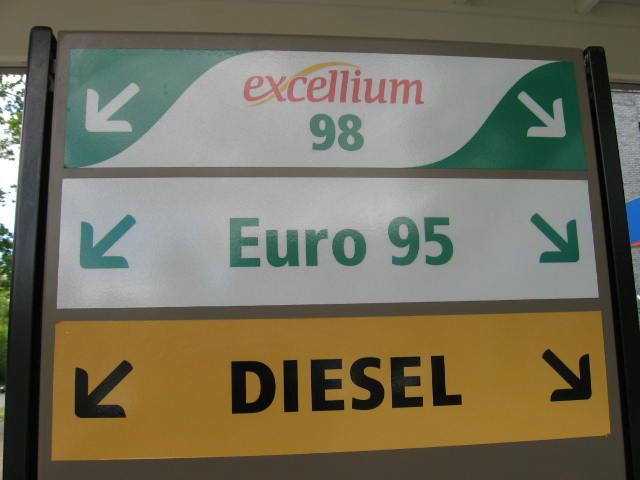 excellium
98
Euro 95
DIESEL